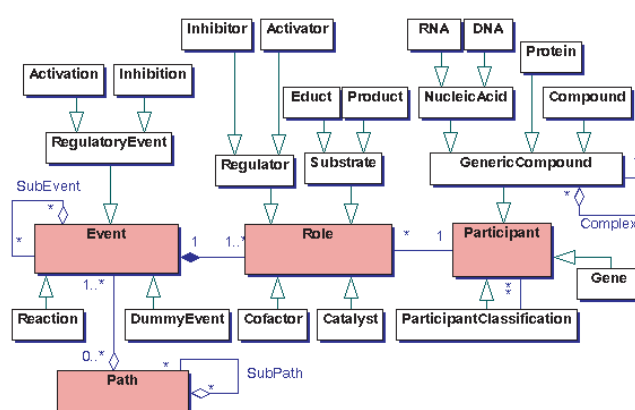 Inhibitor
Activator
RNA
DNA
Protein
Activation
Inhibition
Educt
Product
NucleicAcid
Compound
RegulatoryEvent
Regulator
Substrate
GenericCompound
SubEvent
*
*
*
Complex
Event
1
1..*
Role
*
1
Participant
1..*
*
*
Gene
Reaction
DummyEvent
Cofactor
Catalyst
ParticipantClassification
0..*
*
SubPath
Path
*